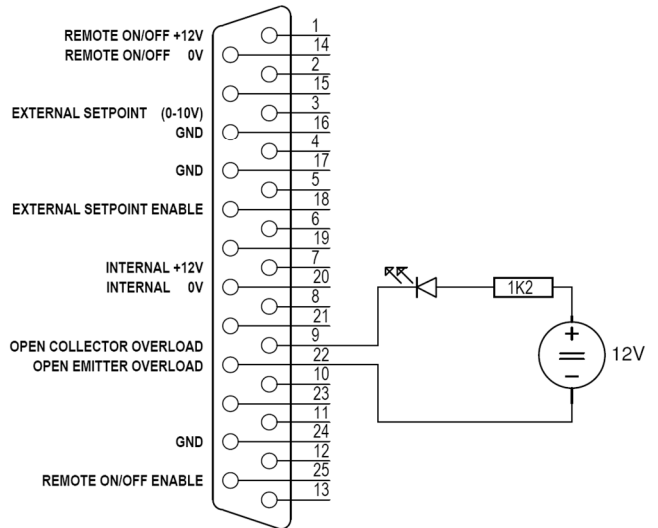 REMOTE ON/OFF +12V
1
REMOTE ON/OFF 0V
14
2
15
EXTERNAL SETPOINT (0-10V)
3
GND
16
4
GND
17
5
EXTERNAL SETPOINT ENABLE
18
6
19
INTERNAL +12V
7
INTERNAL 0V
20
8
21
OPEN COLLECTOR OVERLOAD
9
OPEN EMITTER OVERLOAD
22
10
23
11
GND
24
12
REMOTE ON/OFF ENABLE
25
13
1K2
+
12V
−